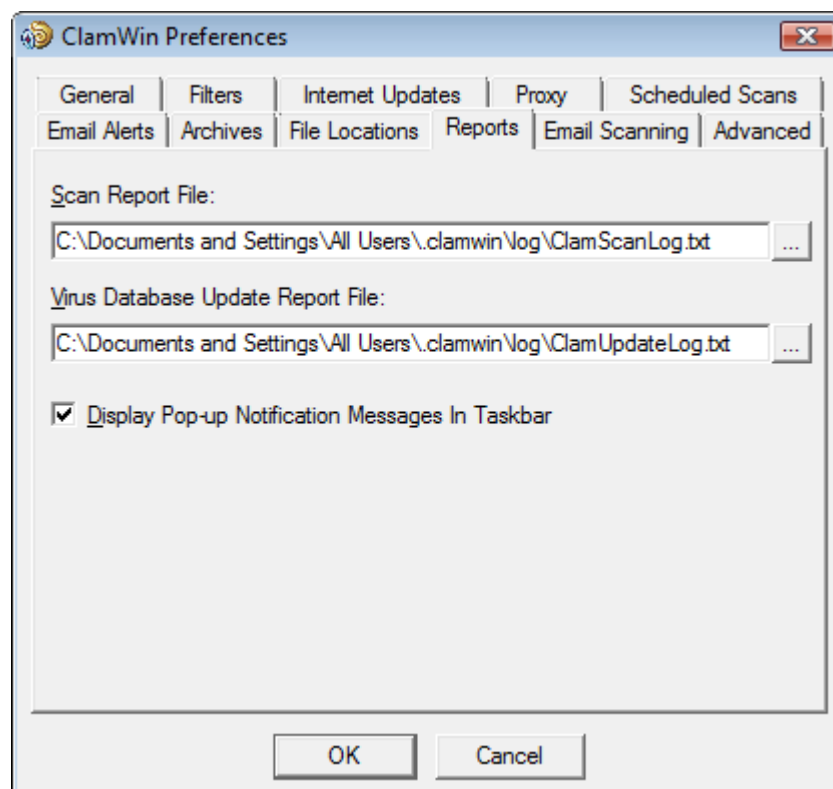 ClamWin Preferences
General Filters Internet Updates Proxy Scheduled Scans
Email Alerts Archives File Locations Reports Email Scanning Advanced
Scan Report File:
C:\Documents and Settings\All Users\.clamwin\log\ClamScanLog.txt ...
Virus Database Update Report File:
C:\Documents and Settings\All Users\.clamwin\log\ClamUpdateLog.txt ...
Display Pop-up Notification Messages In Taskbar
OK Cancel